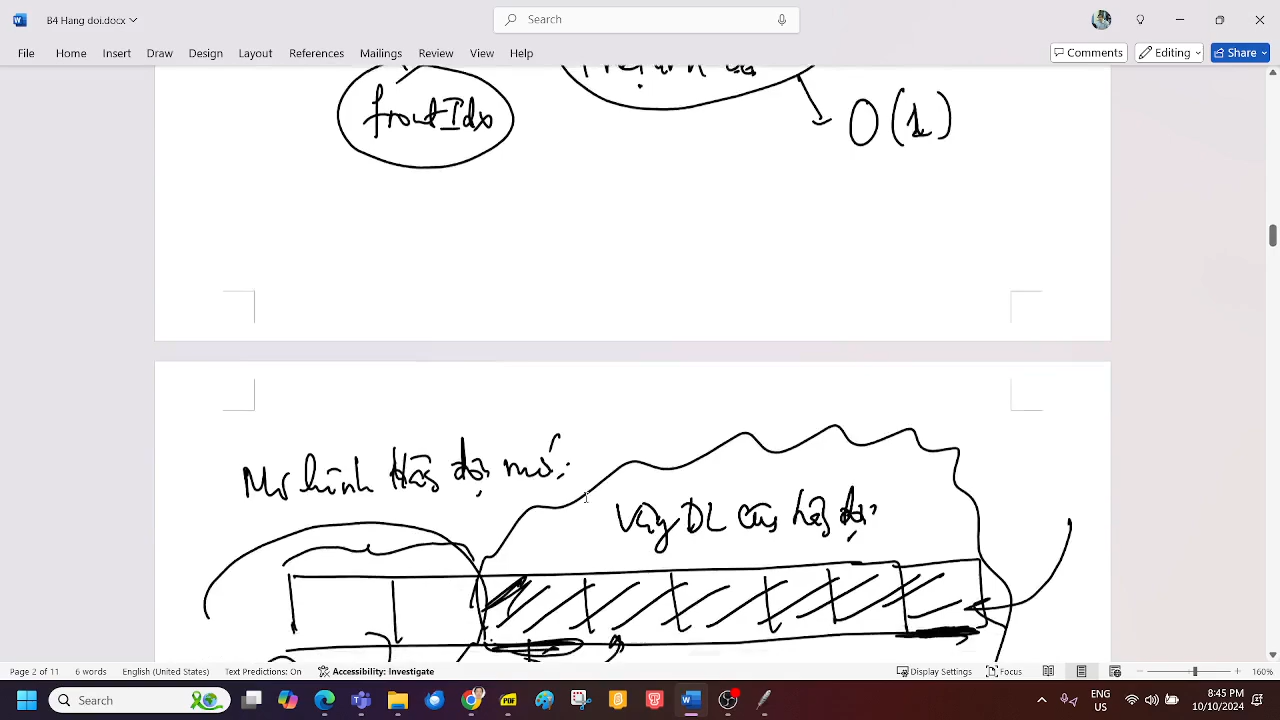 B4 Hang doi.docx
Search
File Home Insert Draw Design Layout References Mailings Review View Help
Comments Editing Share
frontIdx
O(1)
Mô hình Hàng đợi mới:
Vùng DL của hàng đợi
Page 2 of 11 6 words English (United States) Text Predictions: On Accessibility: Investigate
Display Settings Focus 160%
Search
PDF
ENG
US
8:45 PM
10/10/2024